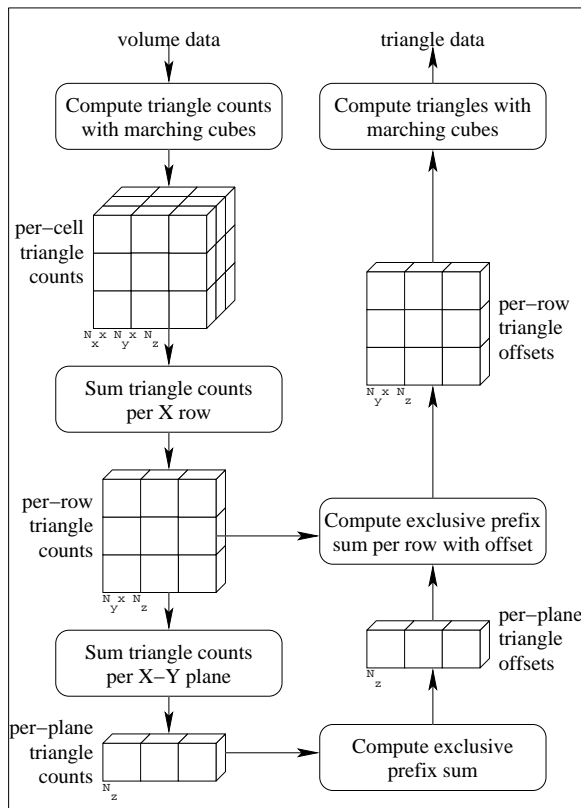 volume data
Compute triangle counts
with marching cubes
per−cell
triangle
counts
N x N x N
x y z
Sum triangle counts
per X row
per−row
triangle
counts
N x N
y z
Sum triangle counts
per X−Y plane
per−plane
triangle
counts
N
z
triangle data
Compute triangles with
marching cubes
per−row
triangle
offsets
N x N
y z
Compute exclusive prefix
sum per row with offset
per−plane
triangle
offsets
N
z
Compute exclusive
prefix sum